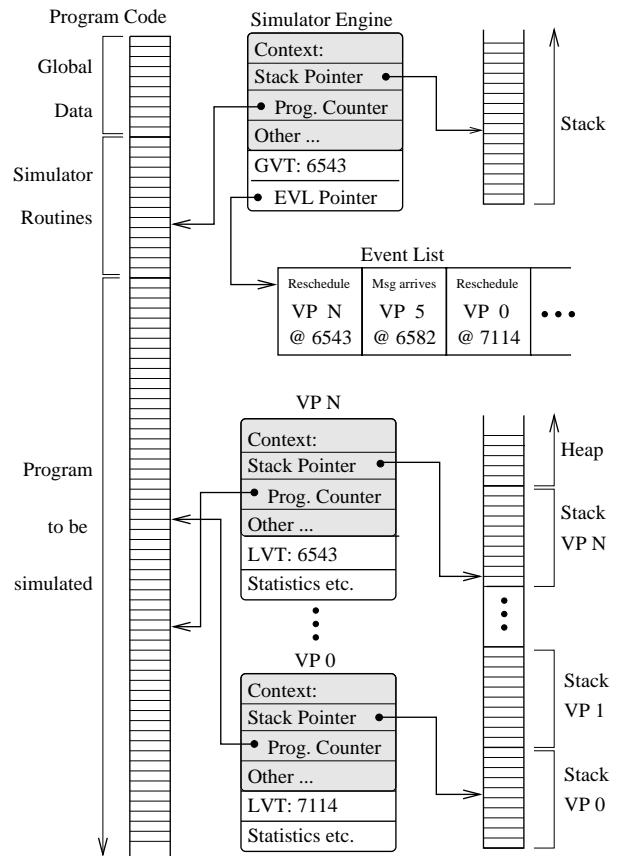 Program Code
Global
Data
Simulator
Routines
Program
to be
simulated
Simulator Engine
Context:
Stack Pointer
Prog. Counter
Other ...
GVT: 6543
EVL Pointer
Stack
Event List
Reschedule
VP N
@ 6543
Msg arrives
VP 5
@ 6582
Reschedule
VP 0
@ 7114
VP N
Context:
Stack Pointer
Prog. Counter
Other ...
LVT: 6543
Statistics etc.
VP 0
Context:
Stack Pointer
Prog. Counter
Other ...
LVT: 7114
Statistics etc.
Heap
Stack
VP N
Stack
VP 1
Stack
VP 0